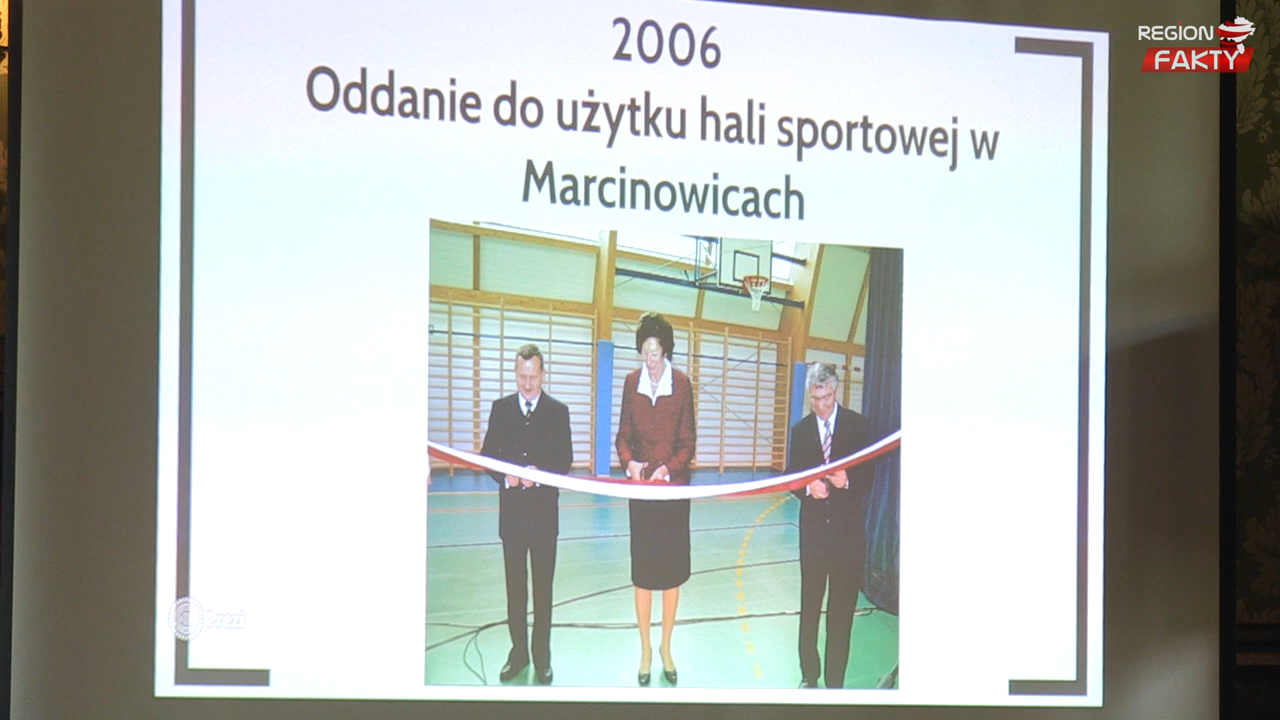 REGION
FAKTY
2006
Oddanie do użytku hali sportowej w
Marcinowicach
Prezi